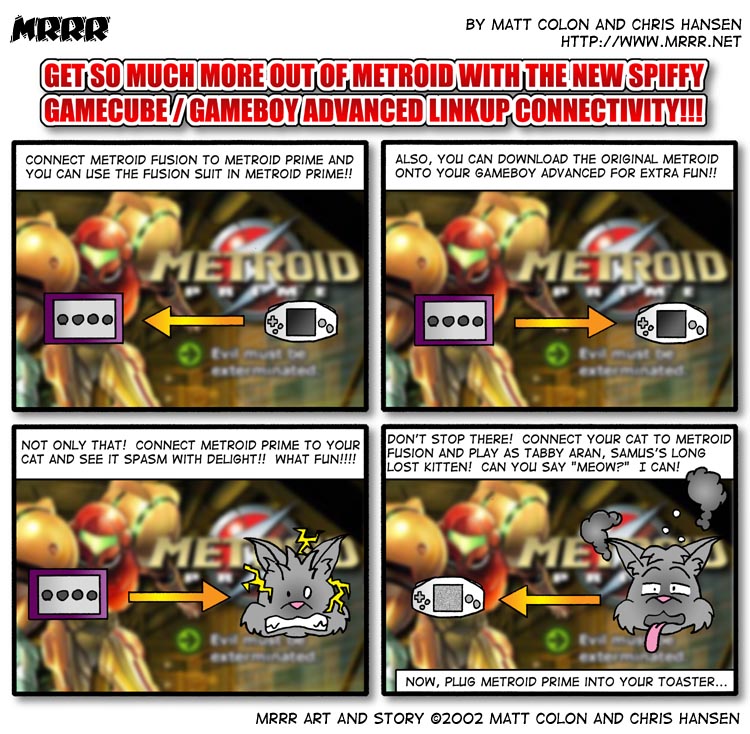 MRRR
BY MATT COLON AND CHRIS HANSEN
HTTP://WWW.MRRR.NET
GET SO MUCH MORE OUT OF METROID WITH THE NEW SPIFFY
GAMECUBE / GAMEBOY ADVANCED LINKUP CONNECTIVITY!!!
CONNECT METROID FUSION TO METROID PRIME AND
YOU CAN USE THE FUSION SUIT IN METROID PRIME!!
METROID
PRIME
Evil must be
exterminated
ALSO, YOU CAN DOWNLOAD THE ORIGINAL METROID
ONTO YOUR GAMEBOY ADVANCED FOR EXTRA FUN!!
METROID
PRIME
Evil must be
exterminated
NOT ONLY THAT! CONNECT METROID PRIME TO YOUR
CAT AND SEE IT SPASM WITH DELIGHT!! WHAT FUN!!!!
MET
Evil
exterminated
DON'T STOP THERE! CONNECT YOUR CAT TO METROID
FUSION AND PLAY AS TABBY ARAN, SAMUS'S LONG
LOST KITTEN! CAN YOU SAY "MEOW?" I CAN!
ME
Evil
exterminated
NOW, PLUG METROID PRIME INTO YOUR TOASTER...
MRRR ART AND STORY ©2002 MATT COLON AND CHRIS HANSEN